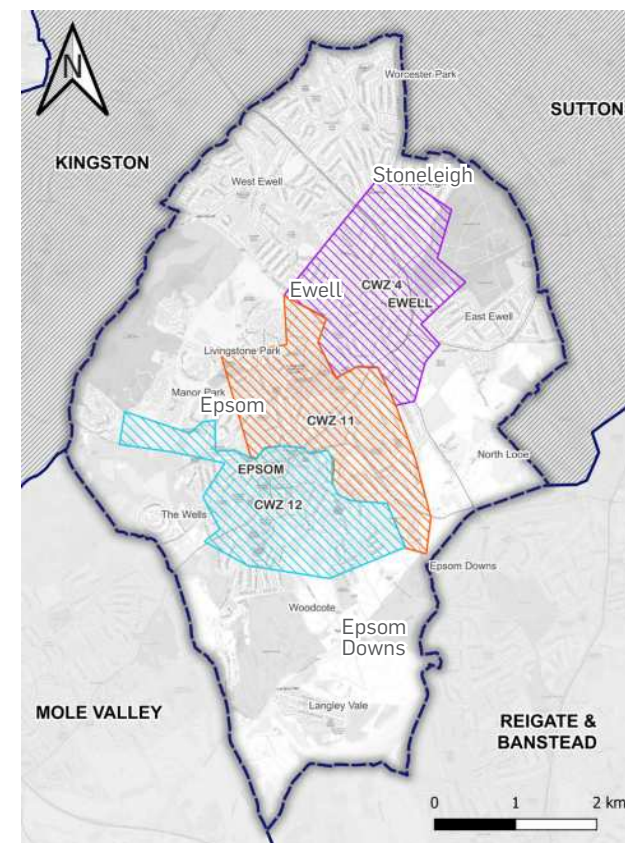 N
Worcester Park
SUTTON
KINGSTON
Stoneleigh
West Ewell
CWZ 4
Ewell
EWELL
East Ewell
Livingstone Park
Manor Park
Epsom
CWZ 11
North Looe
EPSOM
CWZ 12
The Wells
Epsom Downs
Woodcote
Epsom
Downs
Langley Vale
MOLE VALLEY
REIGATE &
BANSTEAD
0 1 2 km